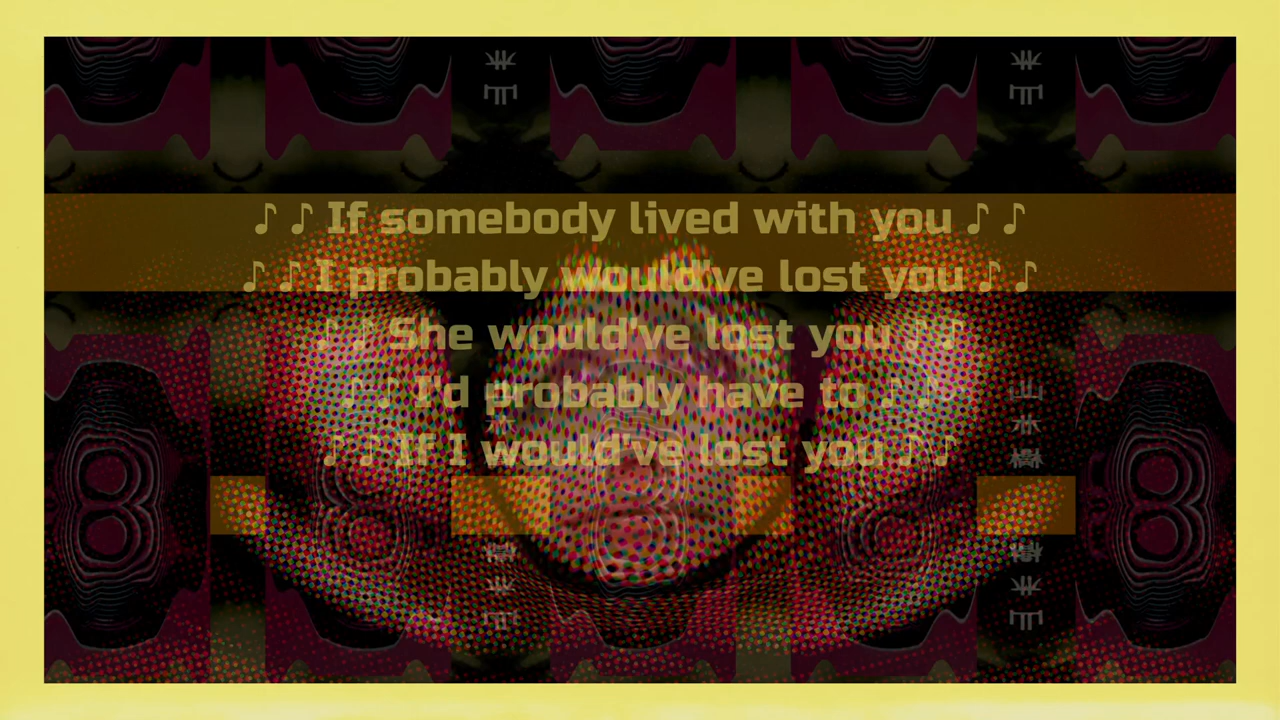 ♪ ♪ If somebody lived with you ♪ ♪
♪ ♪ I probably would've lost you ♪ ♪
♪ ♪ She would've lost you ♪ ♪
♪ ♪ I'd probably have to ♪ ♪
♪ ♪ If I would've lost you ♪ ♪